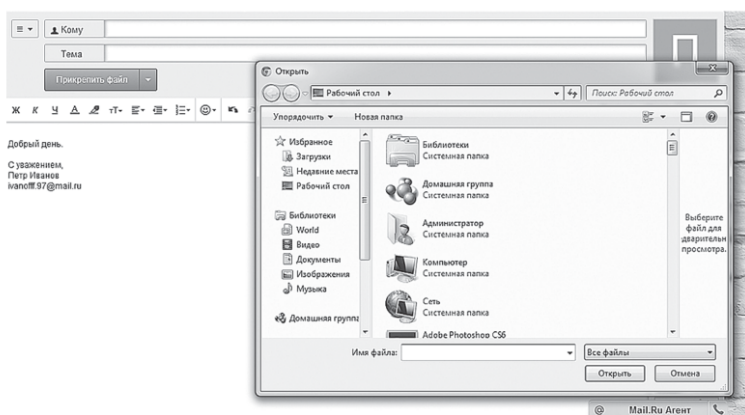 Кому
Тема
П
Прикрепить файл
Ж К Ч А
Добрый день.
С уважением,
Петр Иванов
ivanofff.97@mail.ru
Открыть
Рабочий стол
Поиск: Рабочий стол
Упорядочить
Новая папка
Избранное
Загрузки
Недавние места
Рабочий стол
Библиотеки
World
Видео
Документы
Изображения
Музыка
Домашняя группа
Библиотеки
Системная папка
Домашняя группа
Системная папка
Администратор
Системная папка
Компьютер
Системная папка
Сеть
Системная папка
Adobe Photoshop CS6
Выберите
файл для
дварительн
просмотра.
Имя файла:
Все файлы
Открыть
Отмена
@ Mail.Ru Агент